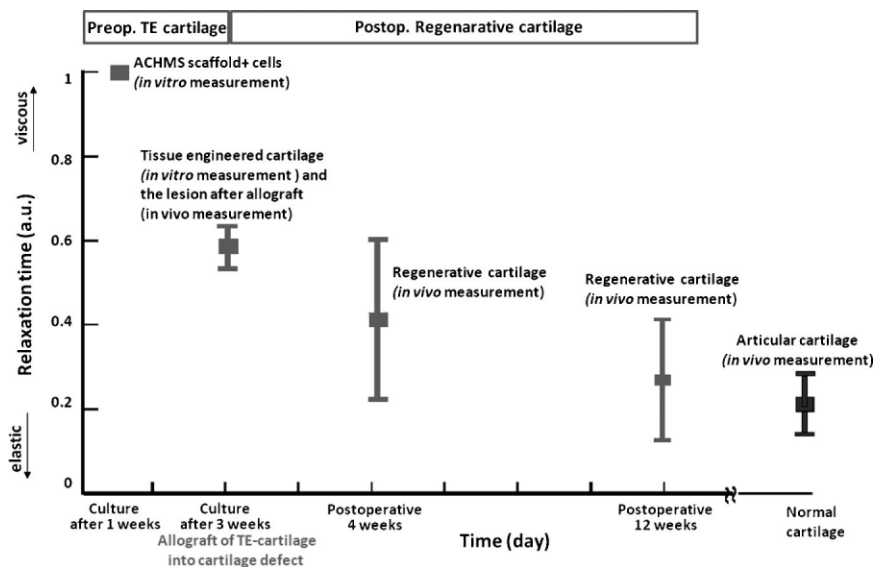 Preop. TE cartilage
Postop. Regenarative cartilage
ACHMS scaffold+ cells
(in vitro measurement)
Tissue engineered cartilage
(in vitro measurement ) and
the lesion after allograft
(in vivo measurement)
Regenerative cartilage
(in vivo measurement)
Regenerative cartilage
(in vivo measurement)
Articular cartilage
(in vivo measurement)
viscous
Relaxation time (a.u.)
elastic
1
0.8
0.6
0.4
0.2
0
Culture
after 1 weeks
Culture
after 3 weeks
Allograft of TE-cartilage
into cartilage defect
Postoperative
4 weeks
Time (day)
Postoperative
12 weeks
Normal
cartilage